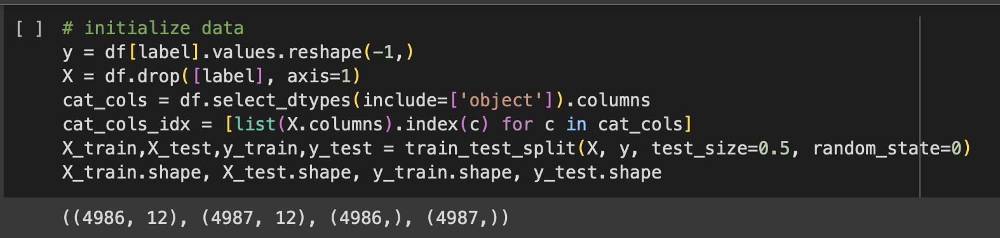 [ ] # initialize data
y = df[label].values.reshape(-1,)
X = df.drop([label], axis=1)
cat_cols = df.select_dtypes(include=['object']).columns
cat_cols_idx = [list(X.columns).index(c) for c in cat_cols]
X_train,X_test,y_train,y_test = train_test_split(X, y, test_size=0.5, random_state=0)
X_train.shape, X_test.shape, y_train.shape, y_test.shape
((4986, 12), (4987, 12), (4986,), (4987,))